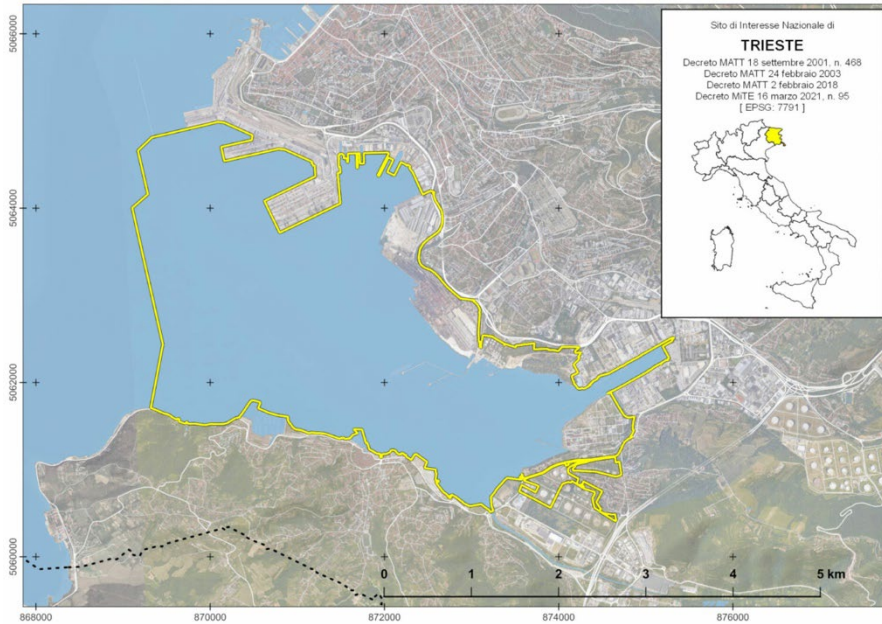 Sito di Interesse Nazionale di
TRIESTE
Decreto MATT 18 settembre 2001, n. 468
Decreto MATT 24 febbraio 2003
Decreto MATT 2 febbraio 2018
Decreto MiTE 16 marzo 2021, n. 95
[ EPSG: 7791 ]
5066000
5064000
5062000
5060000
0 1 2 3 4 5 km
868000 870000 872000 874000 876000